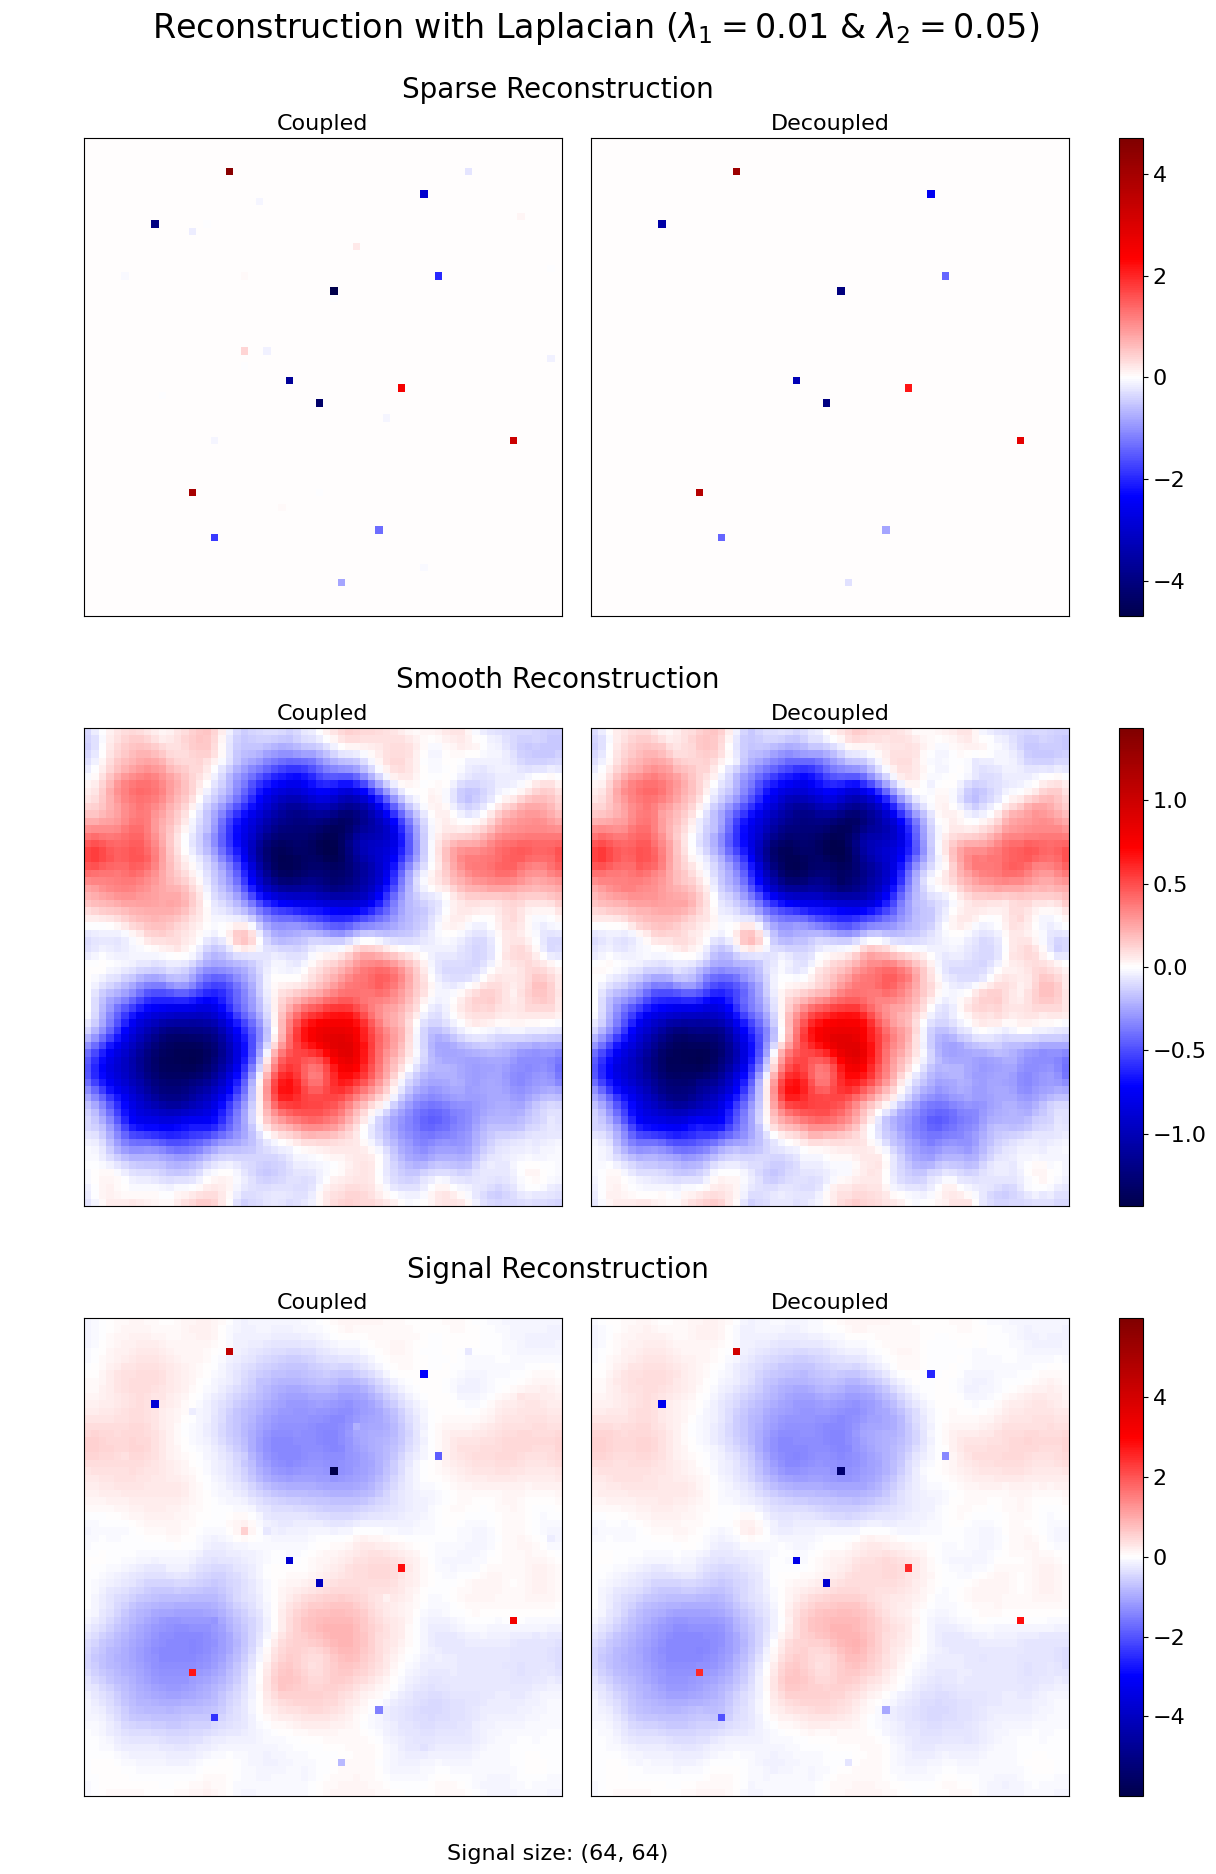 Reconstruction with Laplacian (λ₁ = 0.01 & λ₂ = 0.05)
Sparse Reconstruction
Coupled
Decoupled
4
2
0
−2
−4
Smooth Reconstruction
Coupled
Decoupled
1.0
0.5
0.0
−0.5
−1.0
Signal Reconstruction
Coupled
Decoupled
4
2
0
−2
−4
Signal size: (64, 64)